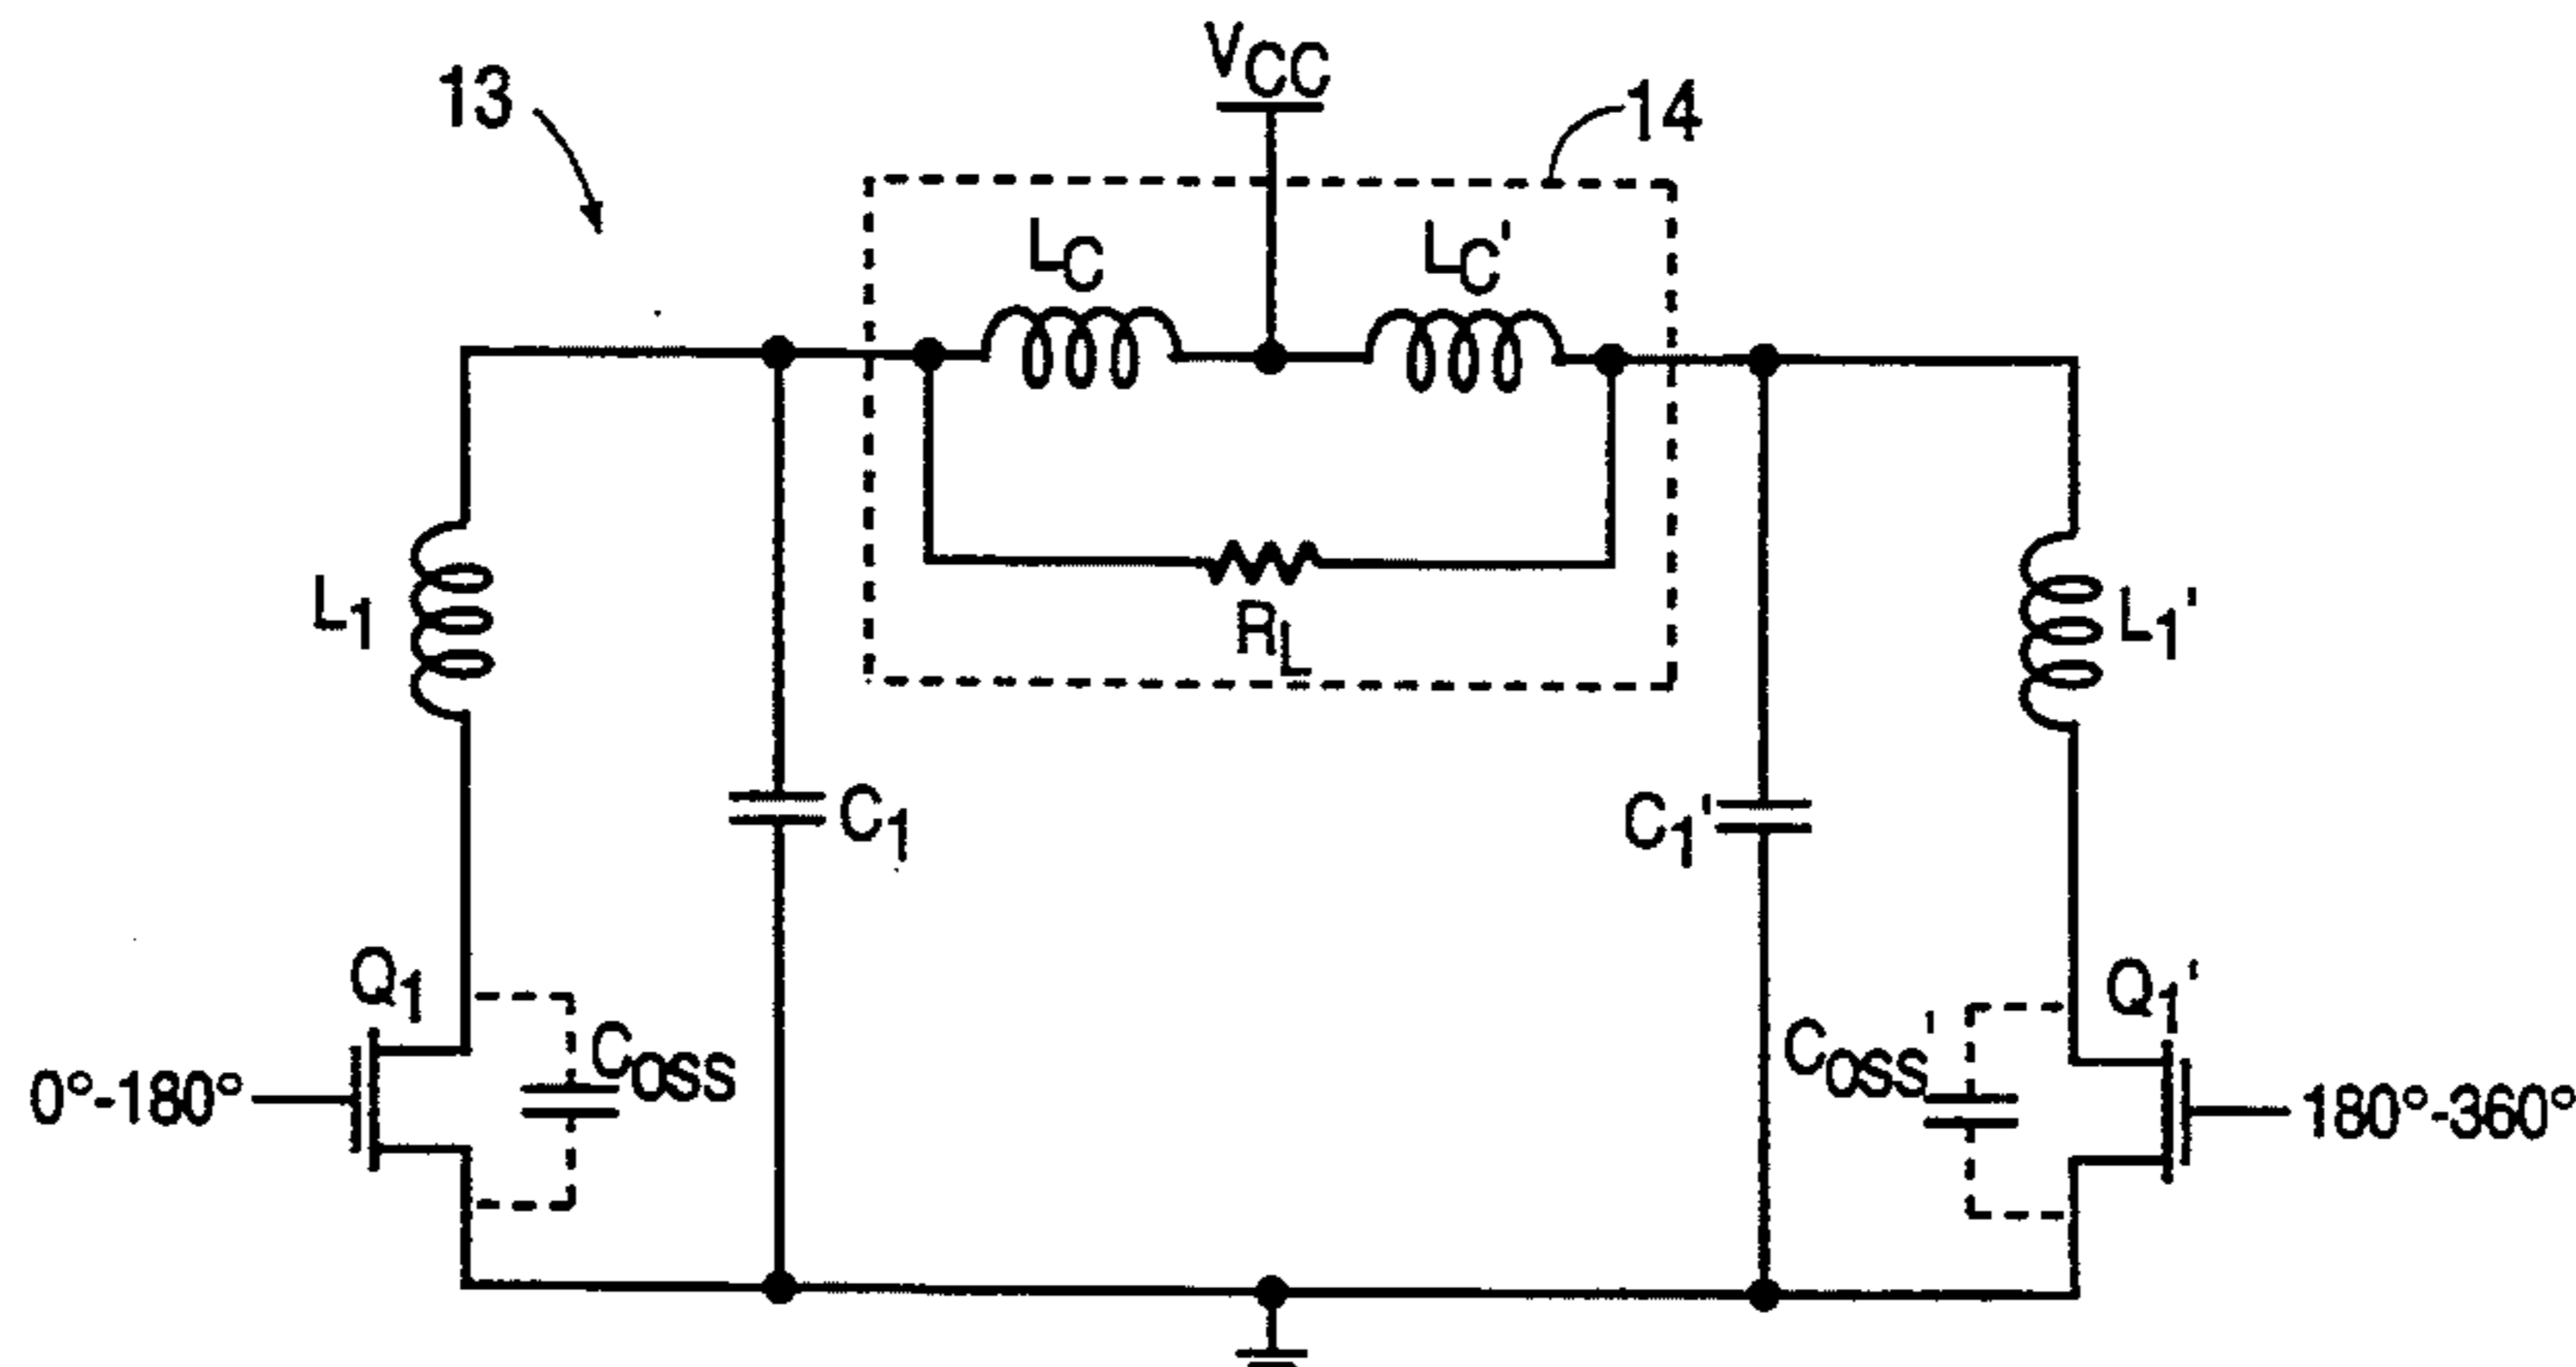 13
VCC
14
LC
LC'
L1
L1'
RL
C1
C1'
Q1
Q1'
COSS
COSS'
0°-180°
180°-360°